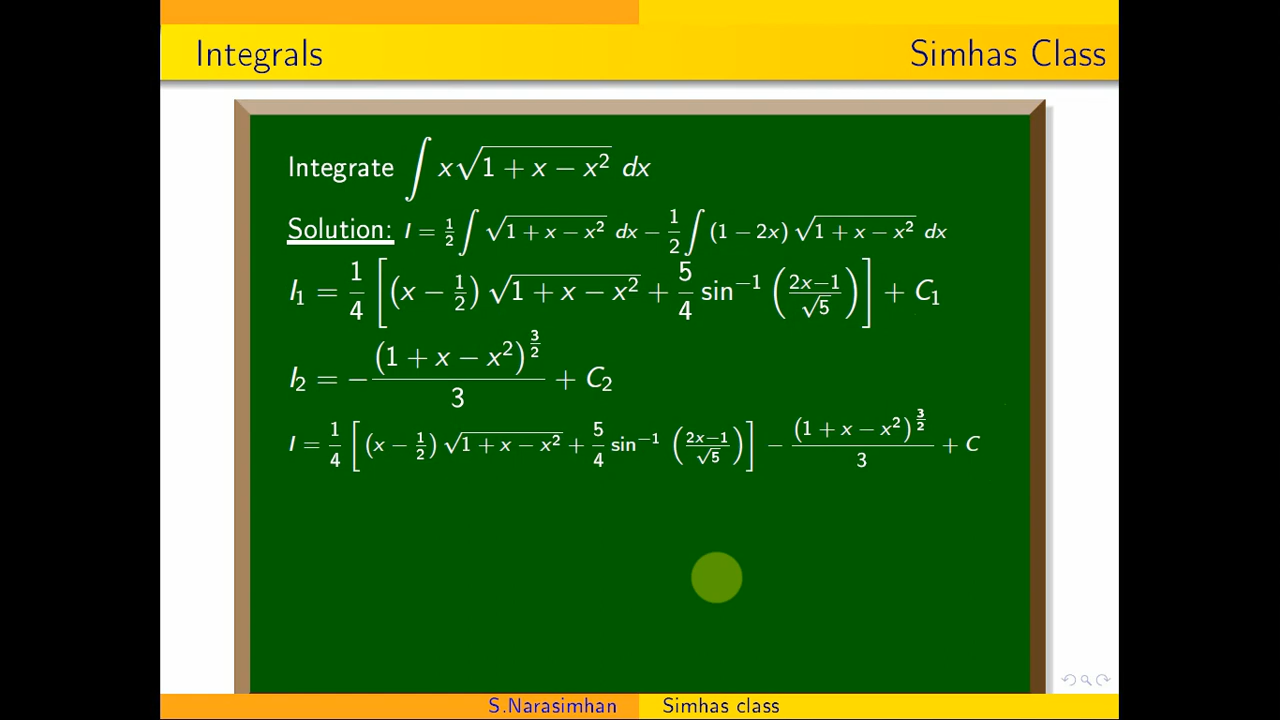 Integrals Simhas Class
Integrate ∫ x√(1 + x − x²) dx
Solution: I = ½ ∫ √(1 + x − x²) dx − ½ ∫ (1 − 2x) √(1 + x − x²) dx
I₁ = 1/4 [(x − ½) √(1 + x − x²) + 5/4 sin⁻¹ ((2x−1)/√5)] + C₁
I₂ = − (1 + x − x²)^(3/2) / 3 + C₂
I = 1/4 [(x − ½) √(1 + x − x²) + 5/4 sin⁻¹ ((2x−1)/√5)] − (1 + x − x²)^(3/2) / 3 + C
S.Narasimhan Simhas class